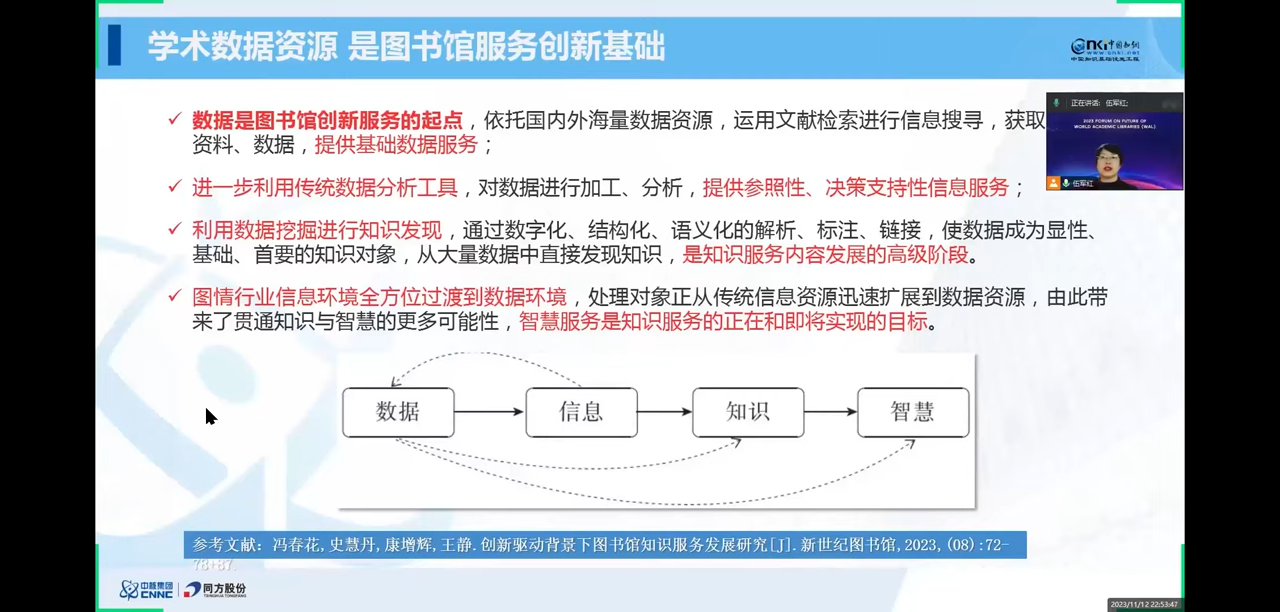 学术数据资源 是图书馆服务创新基础
CNKI 中国知网
www.cnki.net
中国知识基础设施工程
正在讲话: 伍军红;
2023 FORUM ON FUTURE OF
WORLD ACADEMIC LIBRARIES (WAL)
伍军红
✓ 数据是图书馆创新服务的起点，依托国内外海量数据资源，运用文献检索进行信息搜寻，获取
资料、数据，提供基础数据服务；
✓ 进一步利用传统数据分析工具，对数据进行加工、分析，提供参照性、决策支持性信息服务；
✓ 利用数据挖掘进行知识发现，通过数字化、结构化、语义化的解析、标注、链接，使数据成为显性、
基础、首要的知识对象，从大量数据中直接发现知识，是知识服务内容发展的高级阶段。
✓ 图情行业信息环境全方位过渡到数据环境，处理对象正从传统信息资源迅速扩展到数据资源，由此带
来了贯通知识与智慧的更多可能性，智慧服务是知识服务的正在和即将实现的目标。
数据 信息 知识 智慧
参考文献：冯春花,史慧丹,康增辉,王静.创新驱动背景下图书馆知识服务发展研究[J].新世纪图书馆,2023,(08):72-
78+87
中核集团 CNNC
同方股份
TSINGHUA TONGFANG
2023/11/12 22:53:47